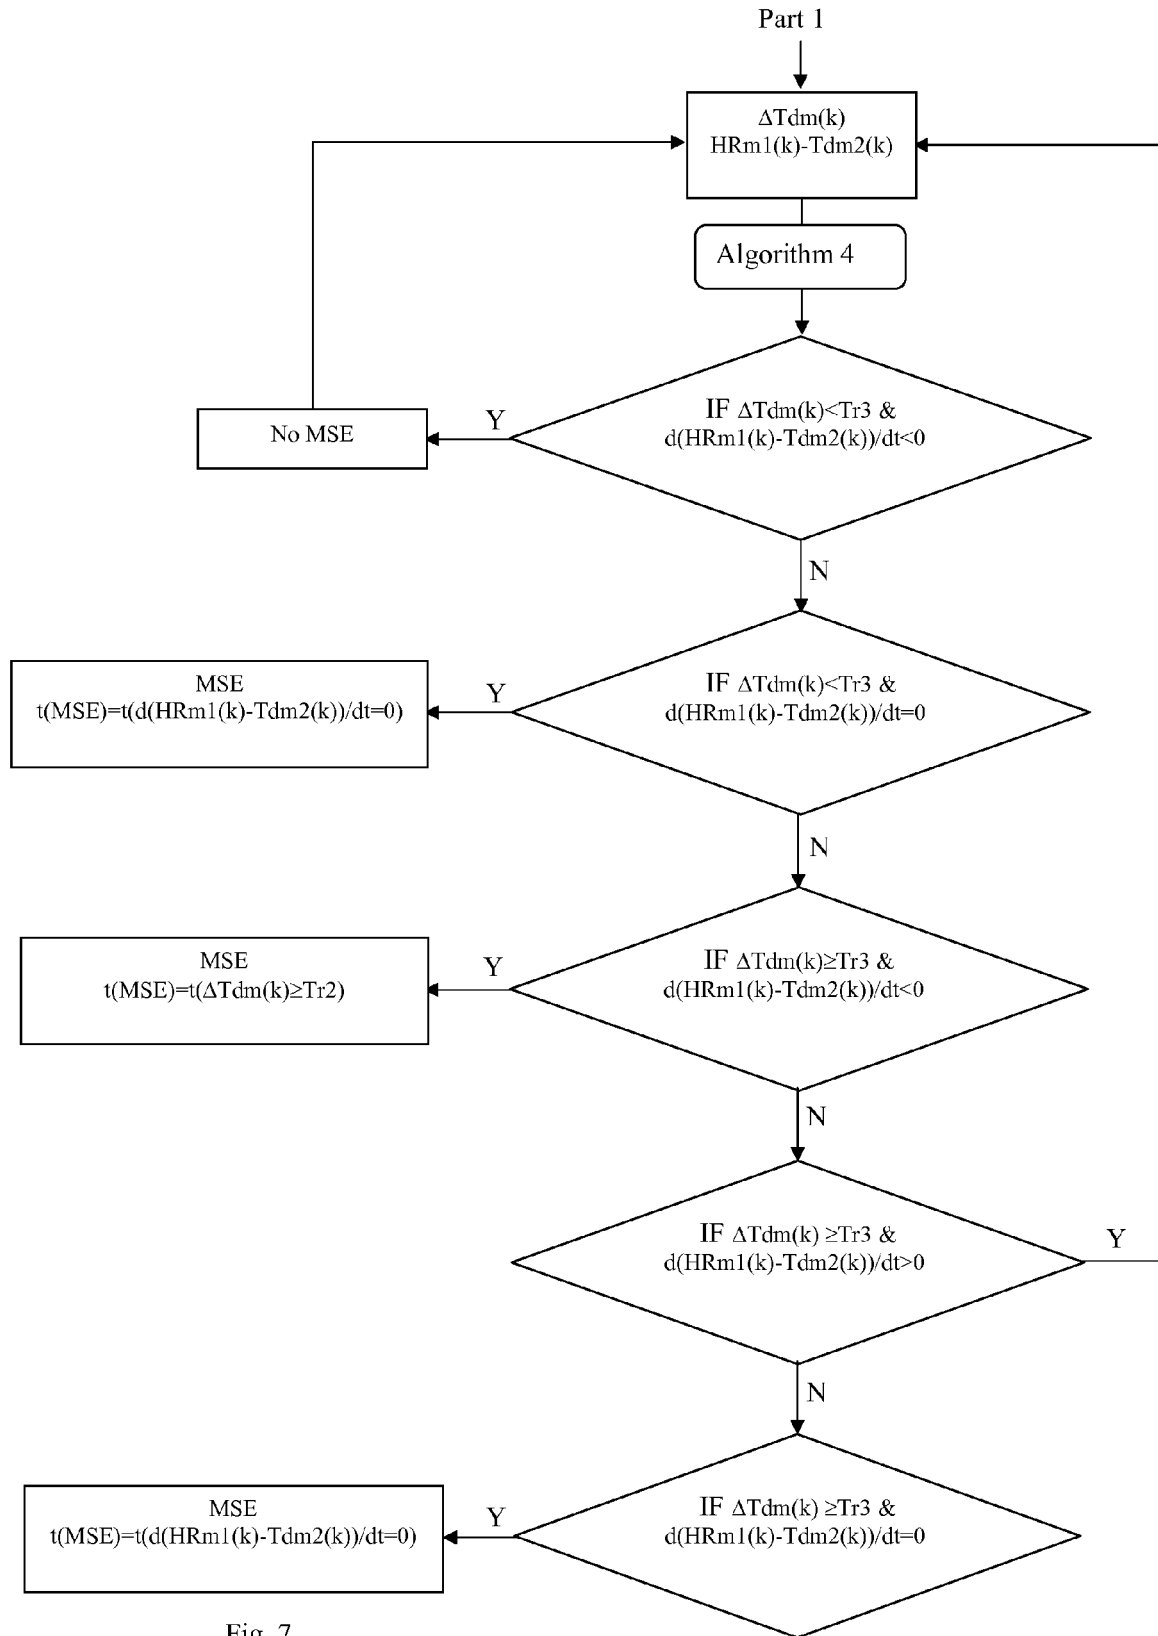 Part 1
ΔTdm(k)
HRm1(k)-Tdm2(k)
Algorithm 4
IF ΔTdm(k)<Tr3 &
d(HRm1(k)-Tdm2(k))/dt<0
Y
No MSE
N
IF ΔTdm(k)<Tr3 &
d(HRm1(k)-Tdm2(k))/dt=0
Y
MSE
t(MSE)=t(d(HRm1(k)-Tdm2(k))/dt=0)
N
IF ΔTdm(k)≥Tr3 &
d(HRm1(k)-Tdm2(k))/dt<0
Y
MSE
t(MSE)=t(ΔTdm(k)≥Tr2)
N
IF ΔTdm(k) ≥Tr3 &
d(HRm1(k)-Tdm2(k))/dt>0
Y
N
IF ΔTdm(k) ≥Tr3 &
d(HRm1(k)-Tdm2(k))/dt=0
Y
MSE
t(MSE)=t(d(HRm1(k)-Tdm2(k))/dt=0)
Fig. 7